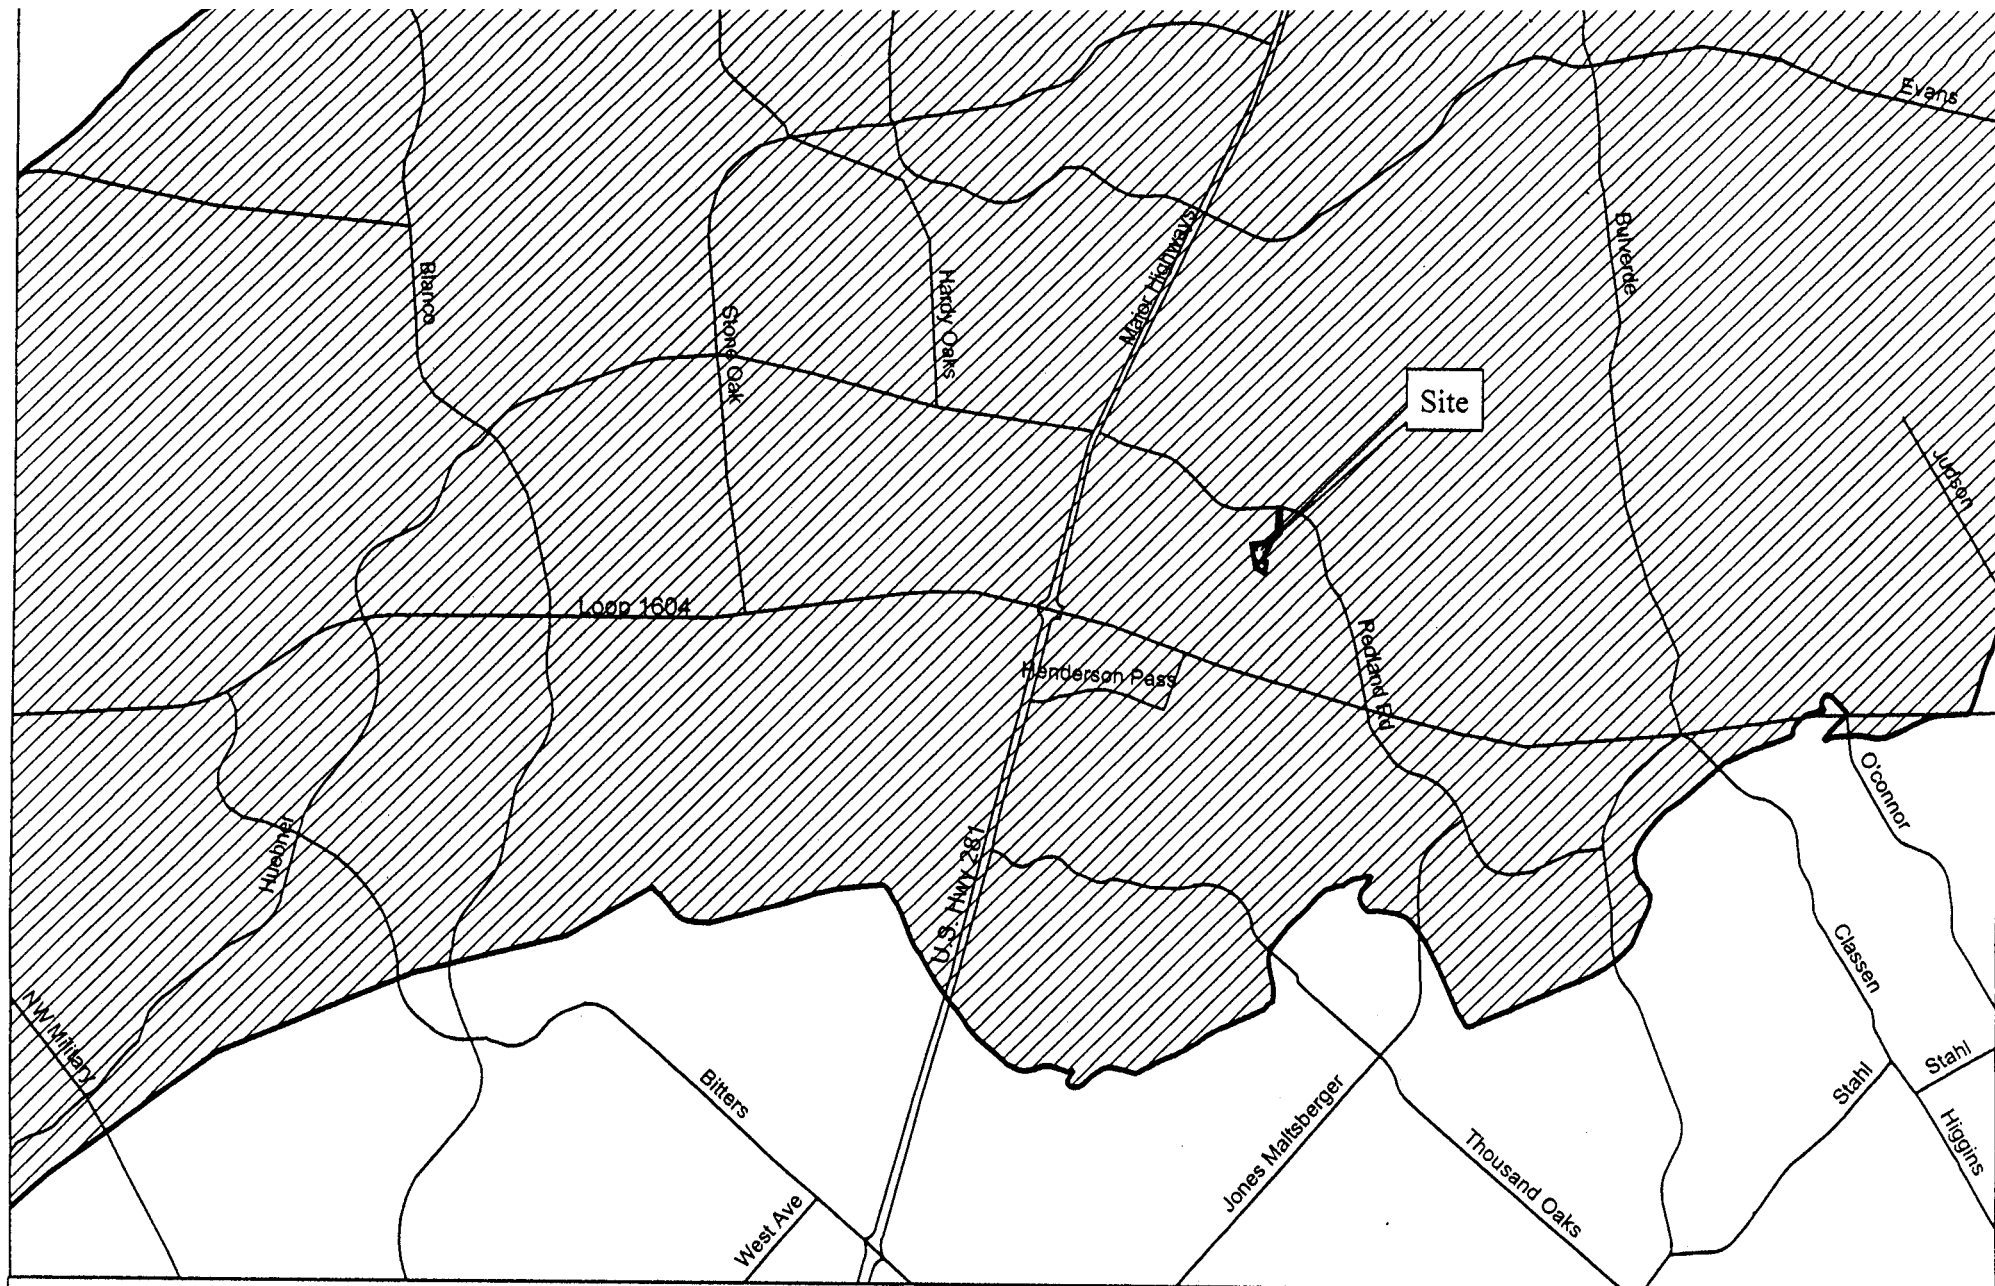 Evans
Bulverde
Major Highways
Blanco
Hardy Oaks
Stone Oak
Site
Judson
Loop 1604
Redland Rd
Henderson Pass
O'connor
Huebner
U.S. Hwy 281
Classen
NW Military
Stahl
Stahl
Bitters
Jones Maltsberger
Thousand Oaks
Higgins
West Ave